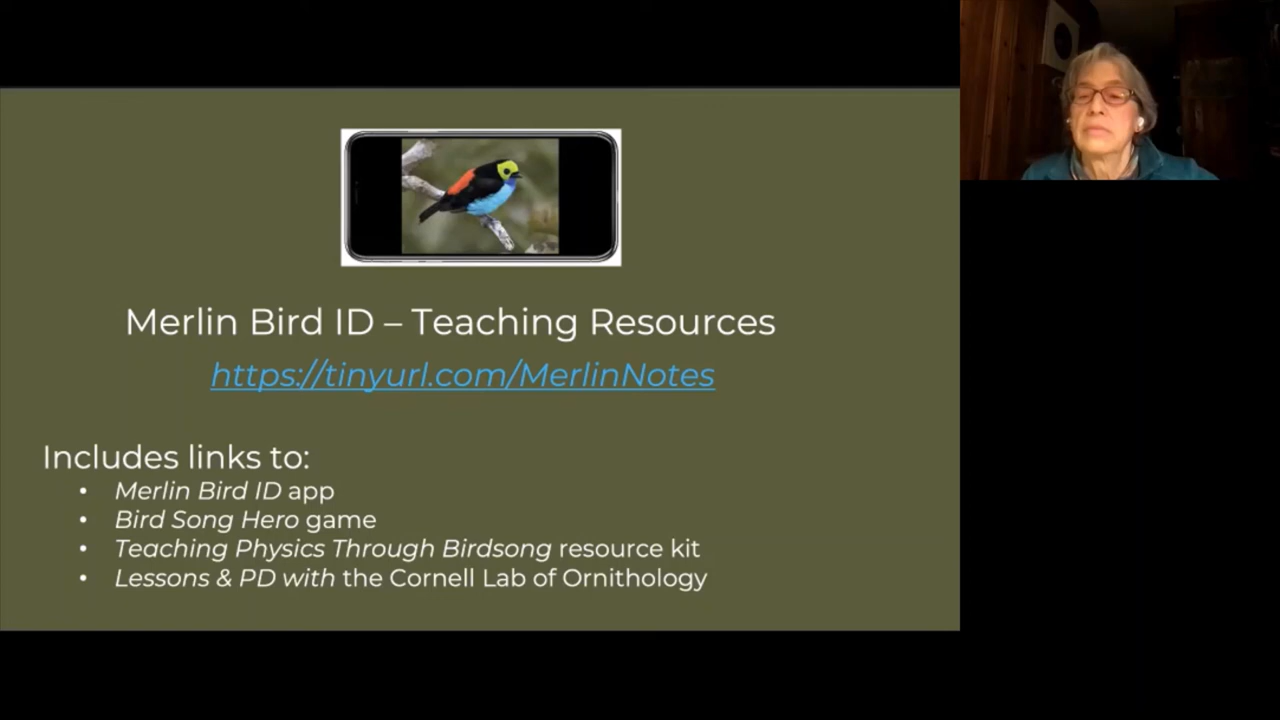 Merlin Bird ID – Teaching Resources
https://tinyurl.com/MerlinNotes
Includes links to:
• Merlin Bird ID app
• Bird Song Hero game
• Teaching Physics Through Birdsong resource kit
• Lessons & PD with the Cornell Lab of Ornithology